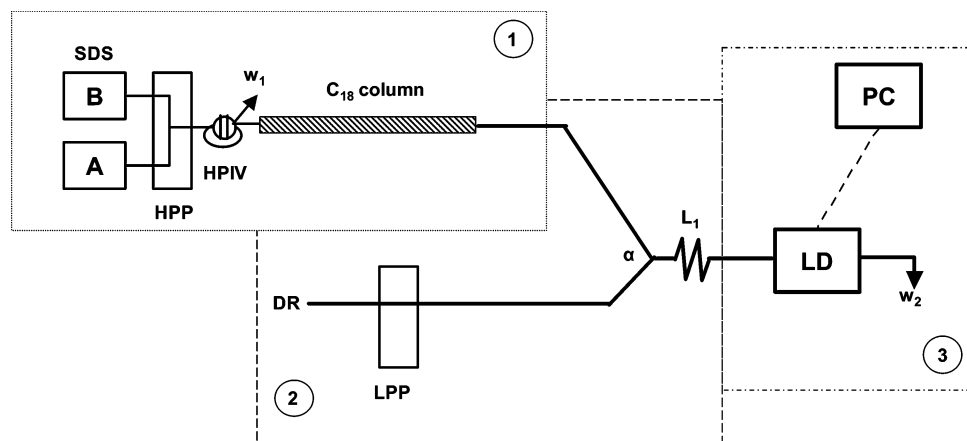 1
SDS
B
A
HPP
HPIV
w₁
C₁₈ column
PC
L₁
α
LD
w₂
DR
LPP
2
3